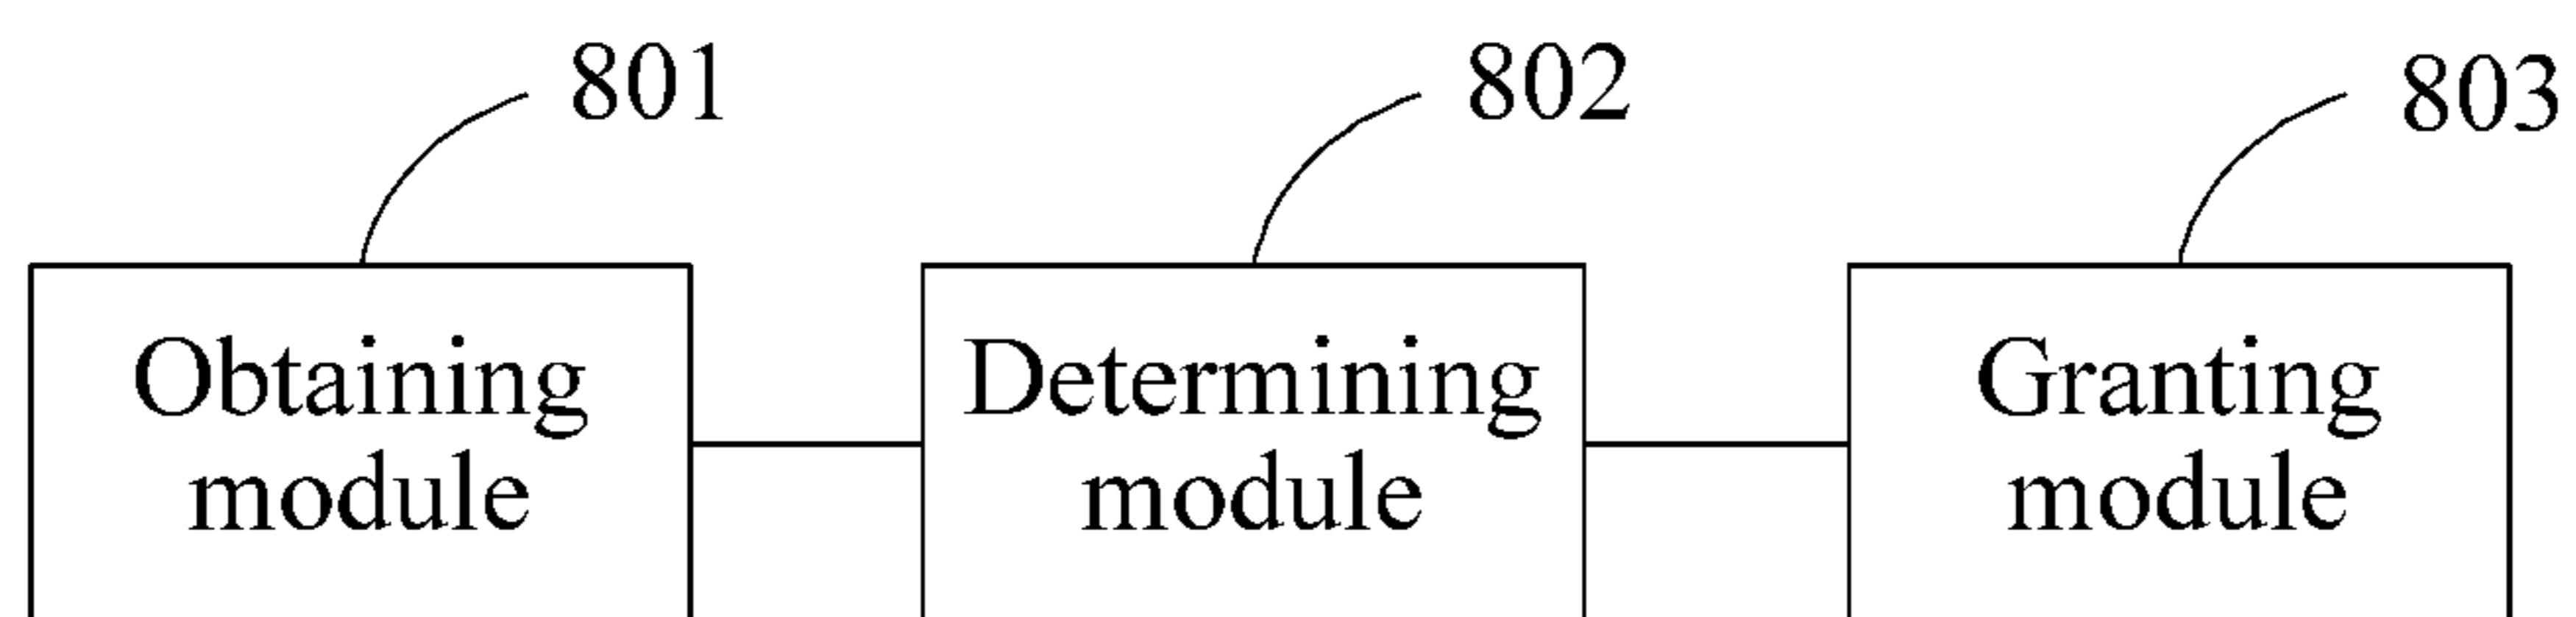 801
802
803
Obtaining
module
Determining
module
Granting
module